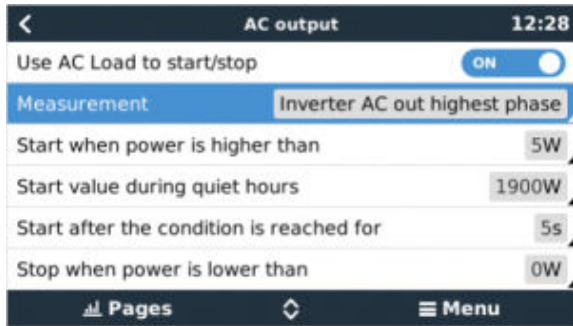 AC output 12:28
Use AC Load to start/stop ON
Measurement Inverter AC out highest phase
Start when power is higher than 5W
Start value during quiet hours 1900W
Start after the condition is reached for 5s
Stop when power is lower than 0W
Pages Menu